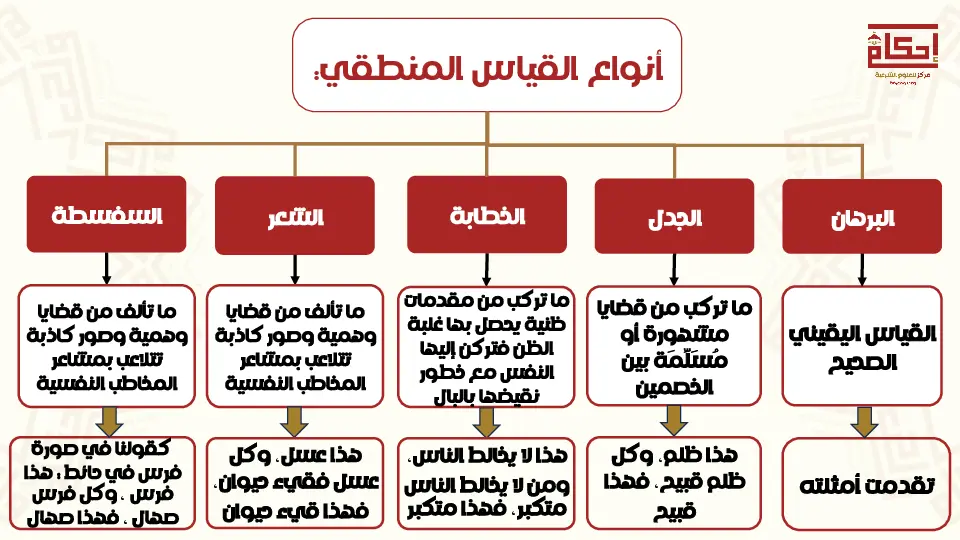 إحكام
مركز للعلوم الشرعية
أنواع القياس المنطقي:
البرهان
القياس اليقيني
الصحيح
تقدمت أمثلته
الجدل
ما تركب من قضايا
مشهورة أو
مُسَلَّمَة بين
الخصمين
هذا ظلم، وكل
ظلم قبيح، فهذا
قبيح
الخطابة
ما تركب من مقدمات
ظنية يحصل بها غلبة
الظن فتركن إليها
النفس مع خطور
نقيضها بالبال
هذا لا يخالط الناس،
ومن لا يخالط الناس
متكبر، فهذا متكبر
الشعر
ما تألف من قضايا
وهمية وصور كاذبة
تتلاعب بمشاعر
المخاطب النفسية
هذا عسل، وكل
عسل فقيء حيوان،
فهذا قيء حيوان
السفسطة
ما تألف من قضايا
وهمية وصور كاذبة
تتلاعب بمشاعر
المخاطب النفسية
كقولنا في صورة
فرس في حائط : هذا
فرس ، وكل فرس
صهال ، فهذا صهال